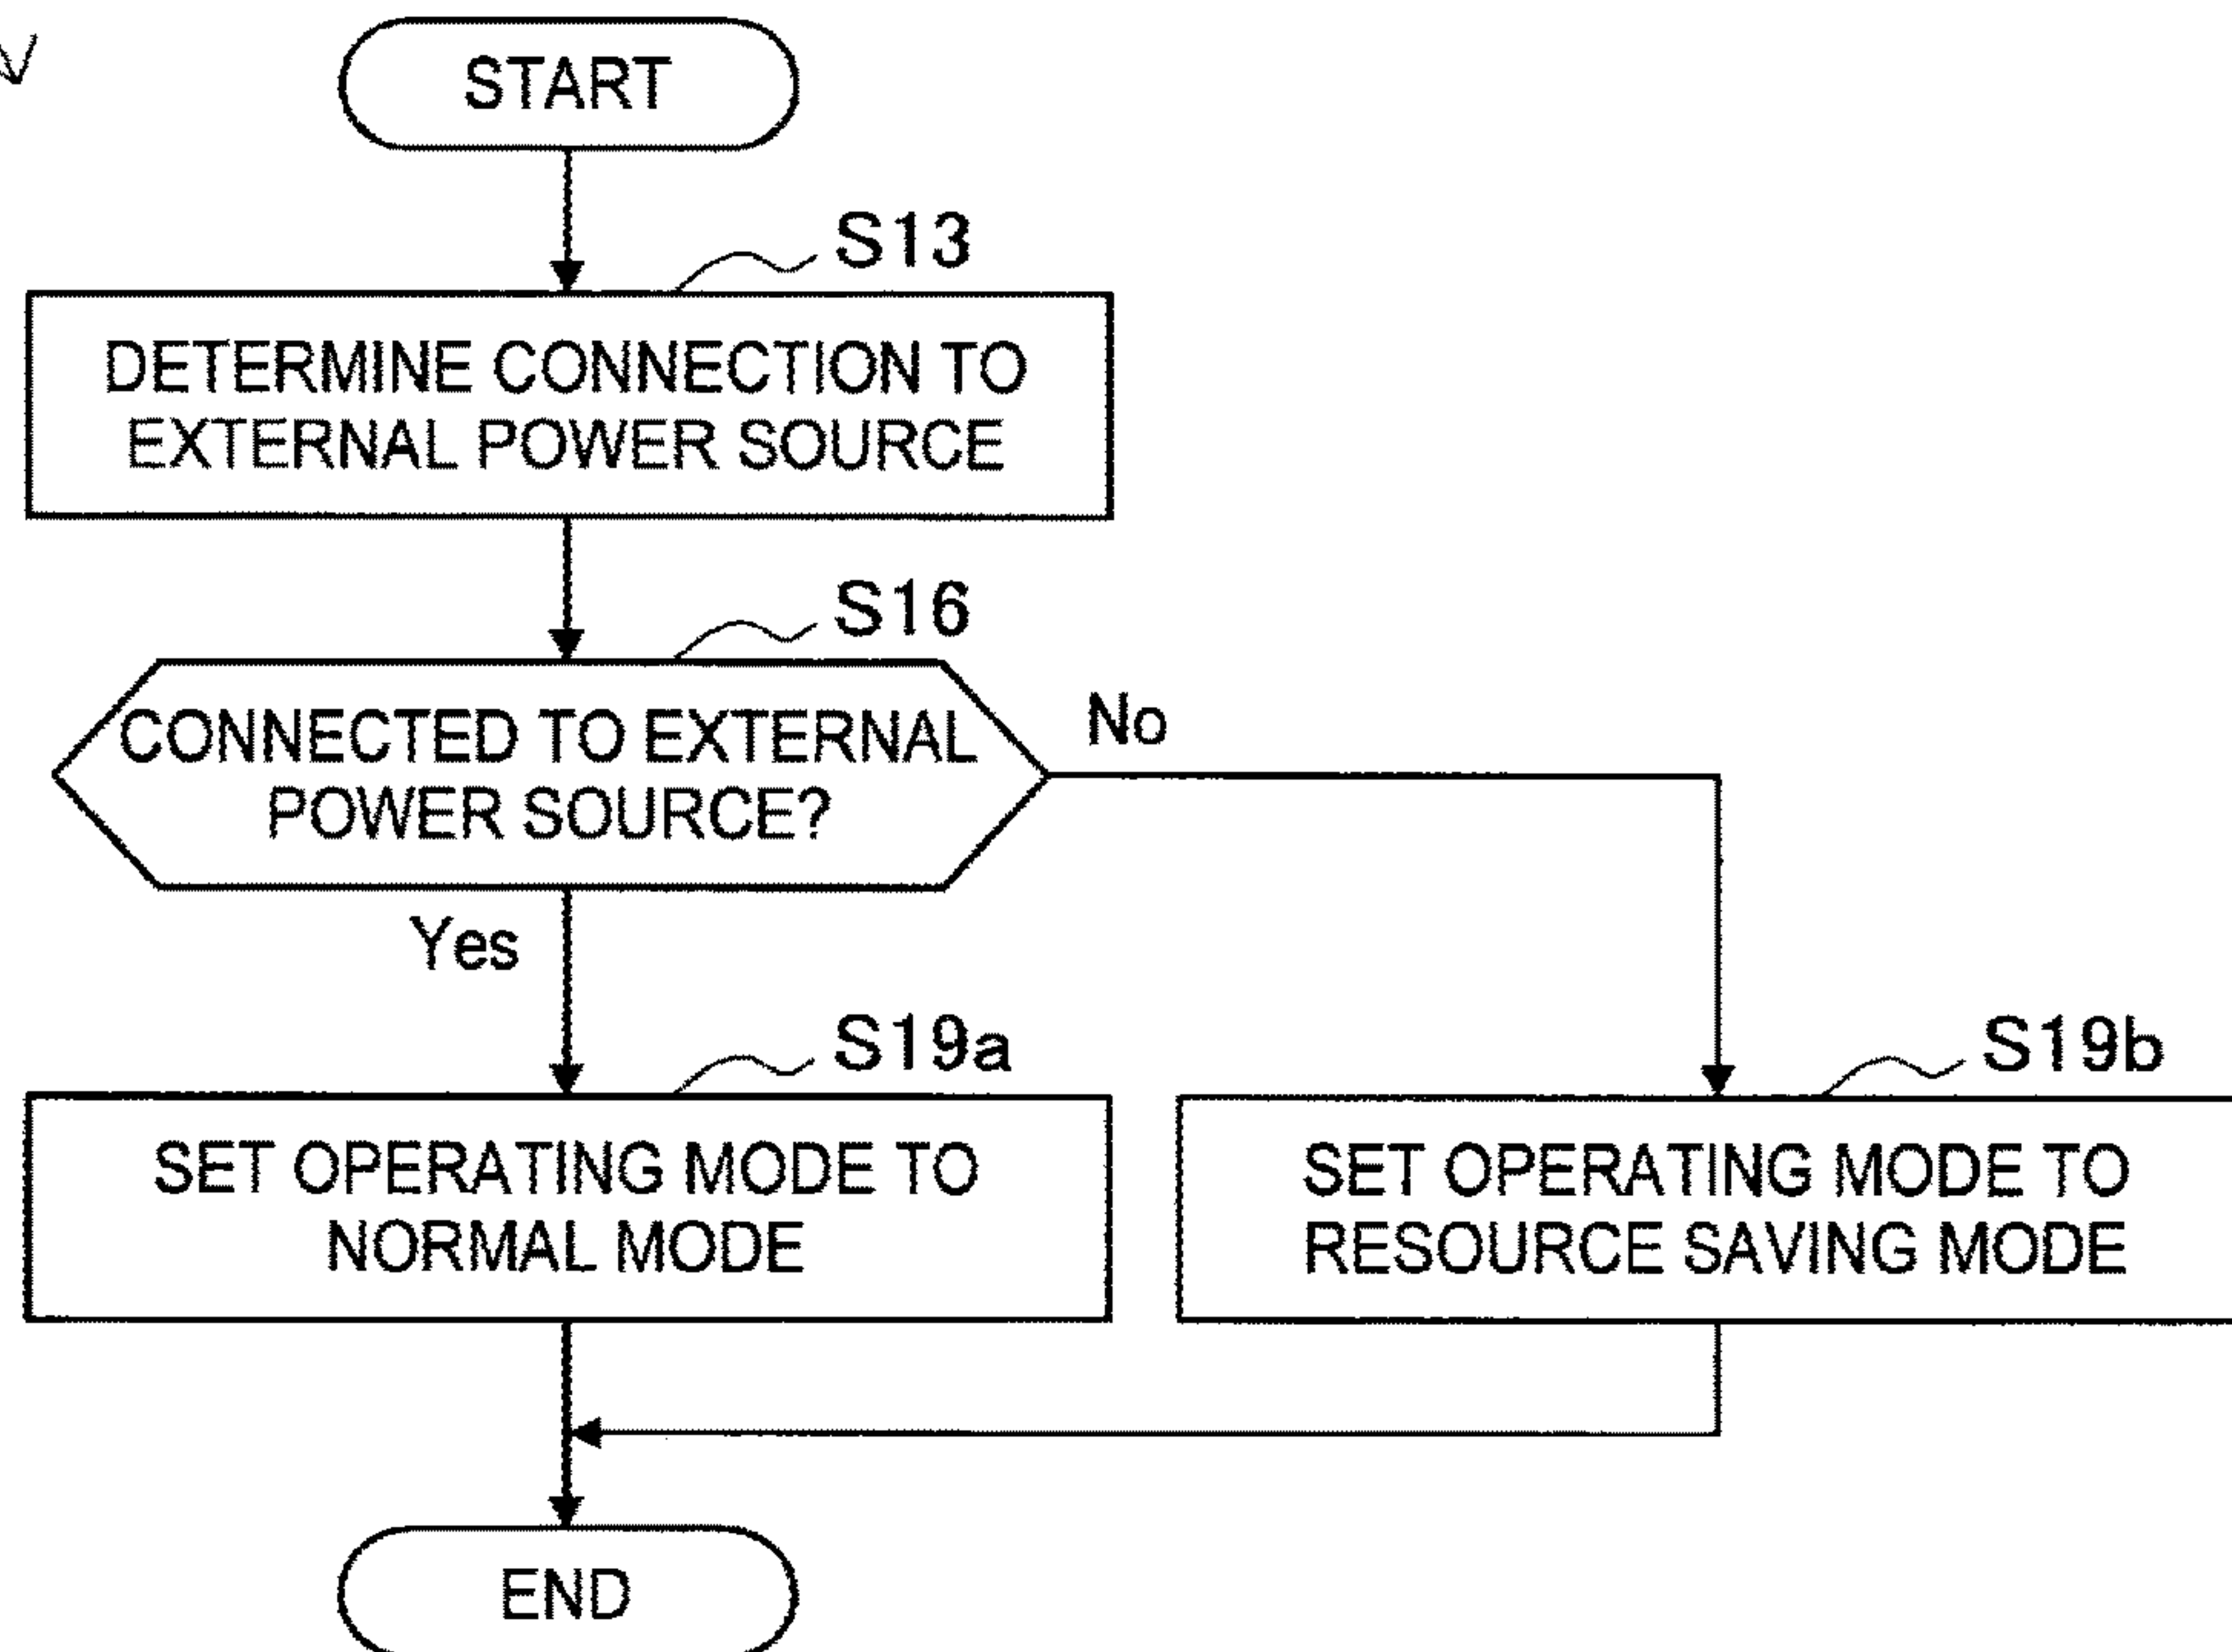 START
S13
DETERMINE CONNECTION TO
EXTERNAL POWER SOURCE
S16
CONNECTED TO EXTERNAL
POWER SOURCE?
No
Yes
S19a
SET OPERATING MODE TO
NORMAL MODE
S19b
SET OPERATING MODE TO
RESOURCE SAVING MODE
END